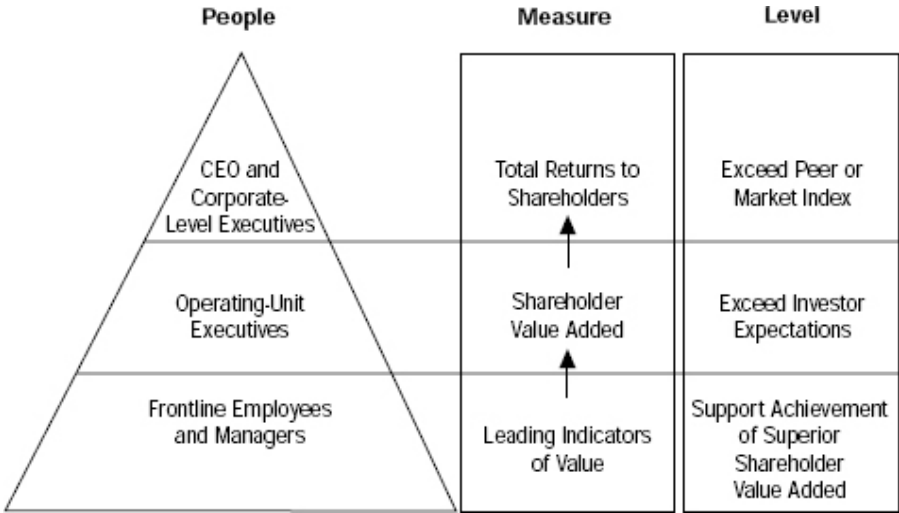 People
Measure
Level
CEO and
Corporate-
Level Executives
Total Returns to
Shareholders
Exceed Peer or
Market Index
Operating-Unit
Executives
Shareholder
Value Added
Exceed Investor
Expectations
Frontline Employees
and Managers
Leading Indicators
of Value
Support Achievement
of Superior
Shareholder
Value Added